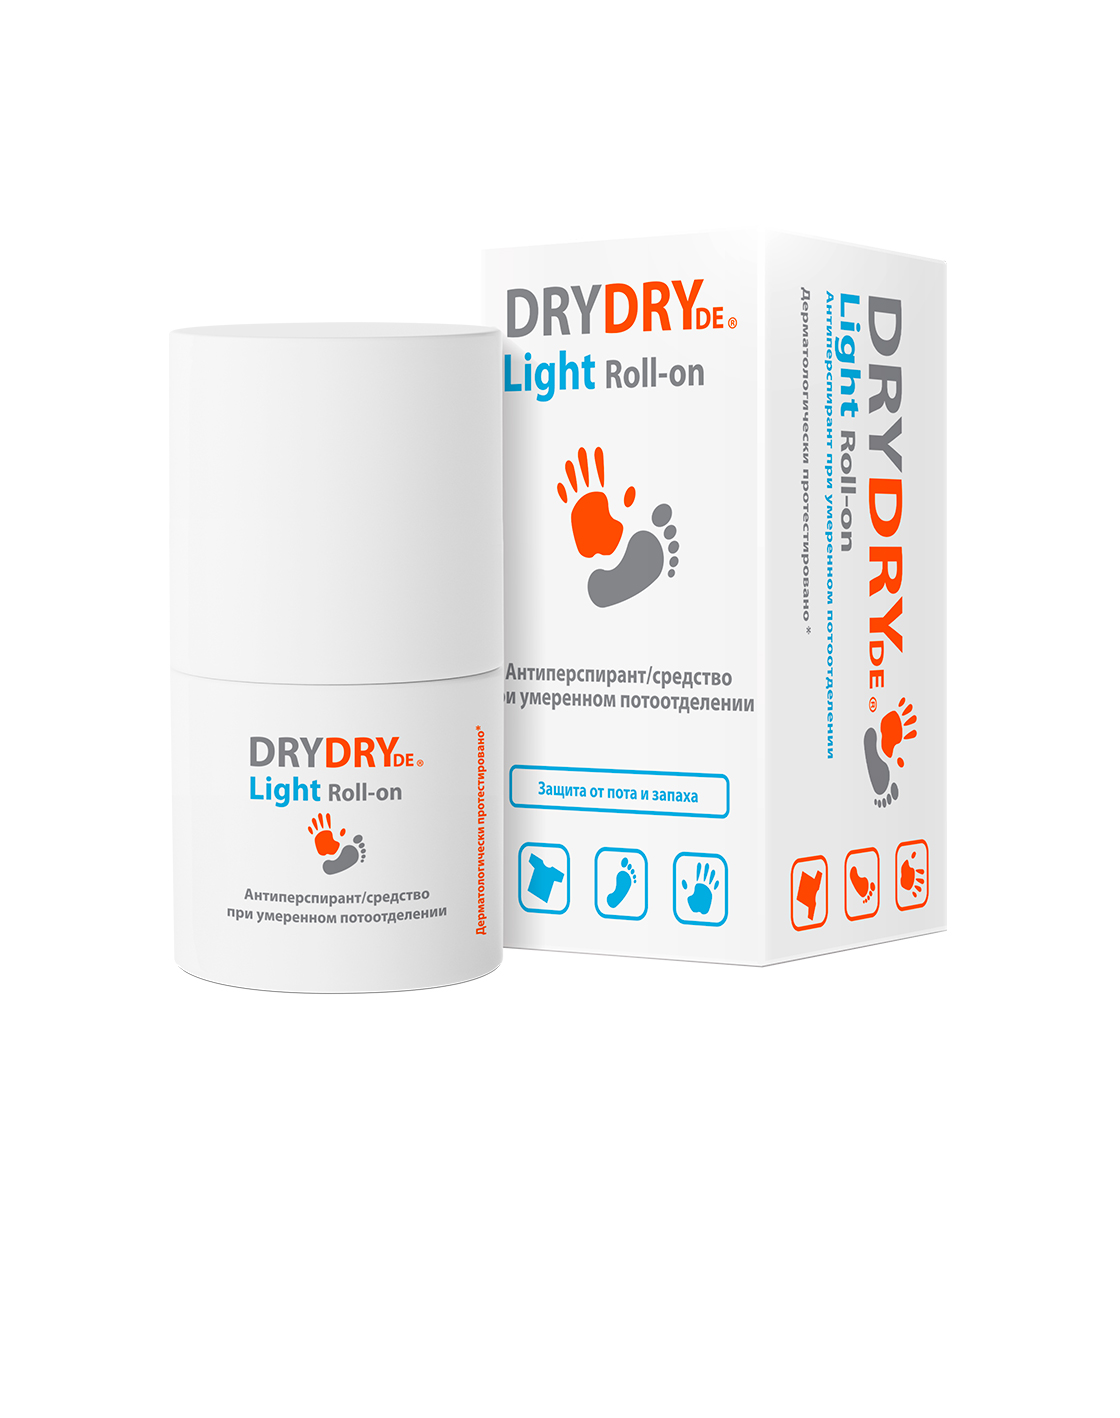 DRYDRYDE®
Light Roll-on
Антиперспирант/средство
при умеренном потоотделении
Дерматологически протестировано*
DRYDRYDE®
Light Roll-on
Антиперспирант/средство
и умеренном потоотделении
Защита от пота и запаха
DRYDRYDE®
Light Roll-on
Антиперспирант при умеренном потоотделении
Дерматологически протестировано*